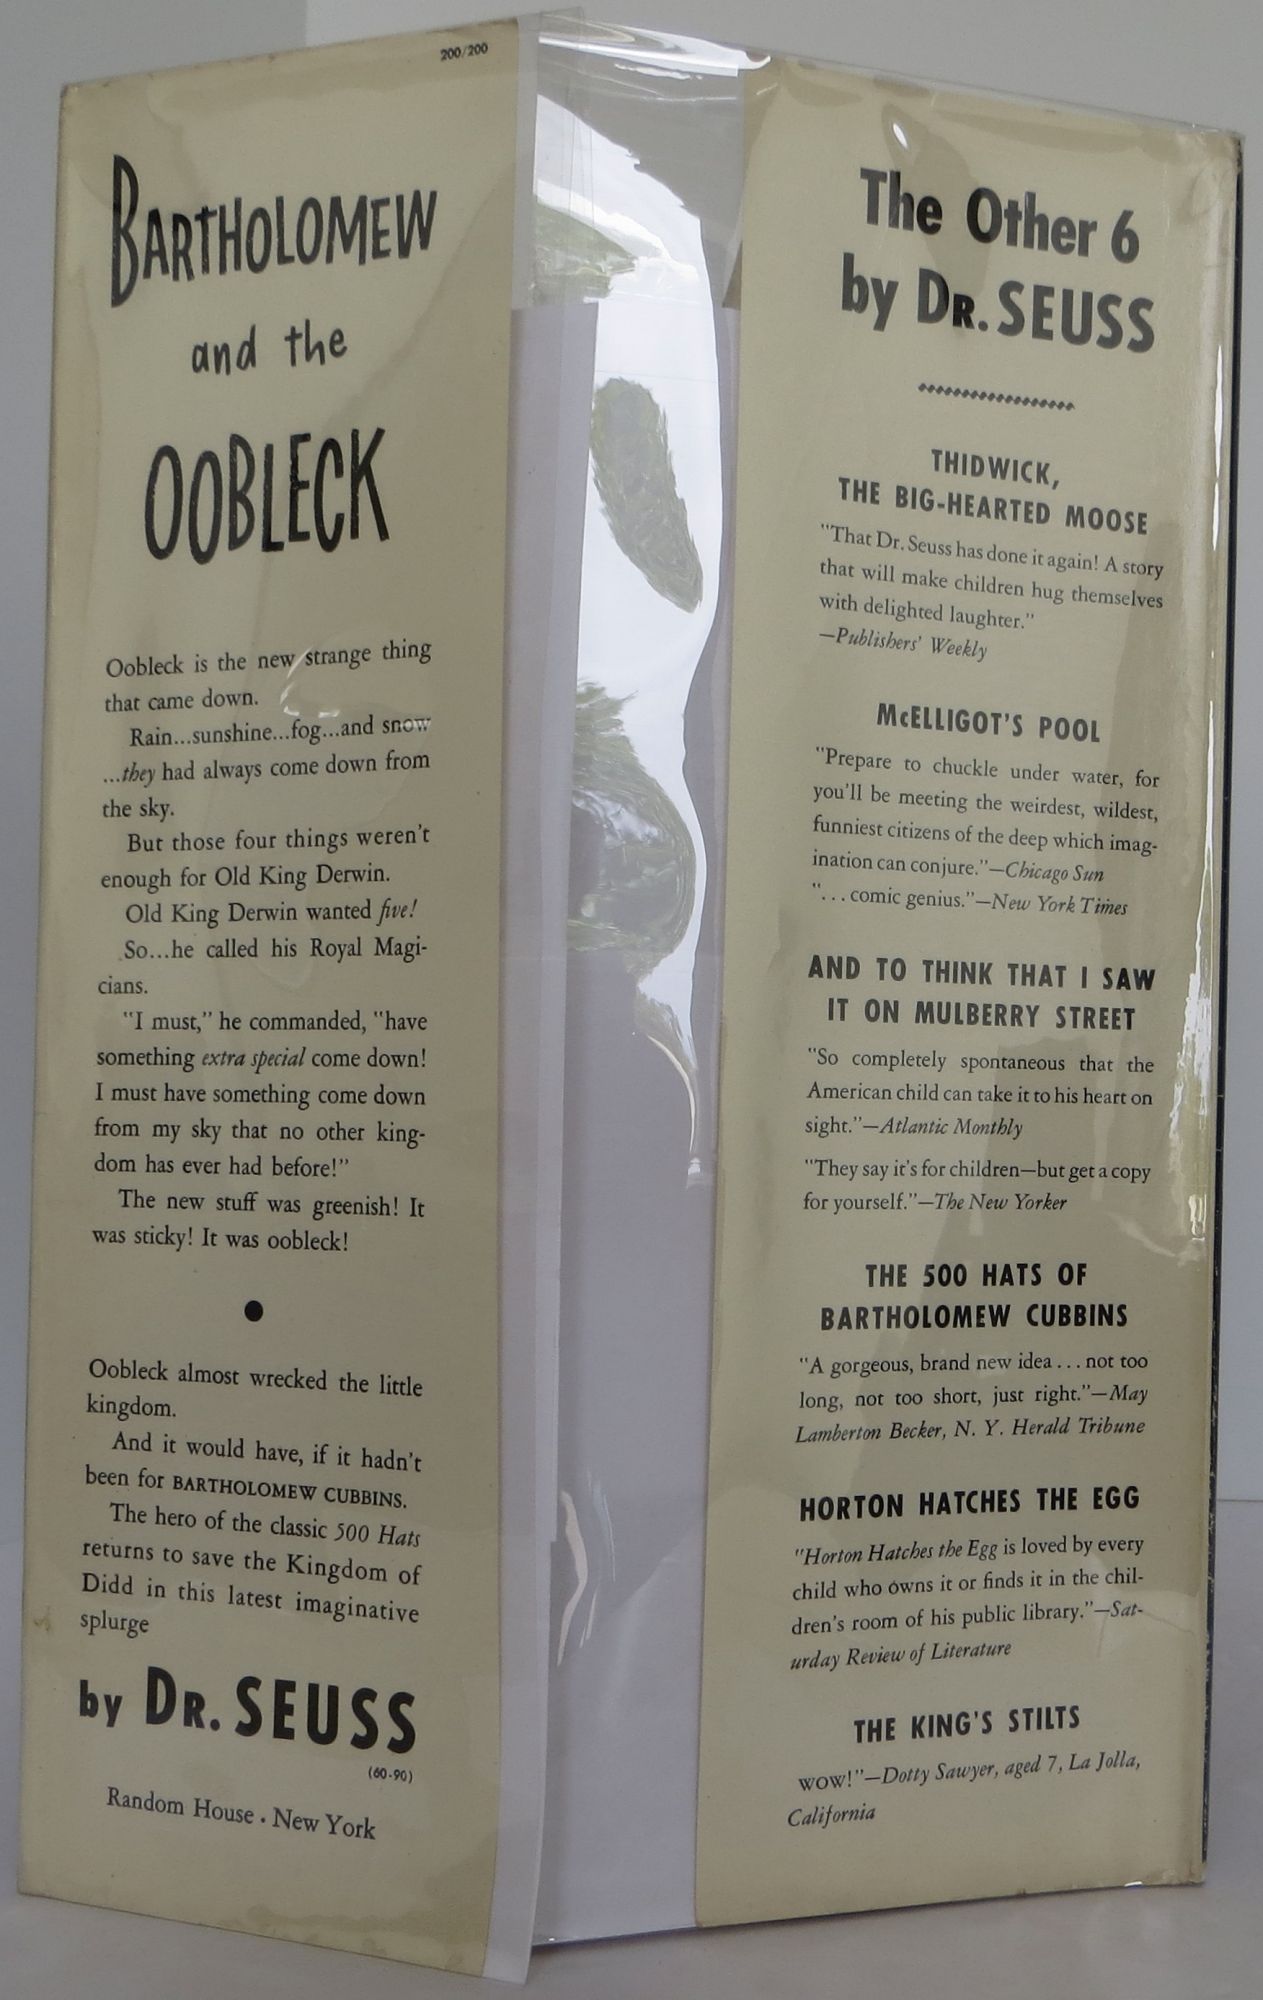 200/200
BARTHOLOMEW
and the
OOBLECK
Oobleck is the new strange thing
that came down.
Rain...sunshine...fog...and snow
...they had always come down from
the sky.
But those four things weren't
enough for Old King Derwin.
Old King Derwin wanted five!
So...he called his Royal Magi-
cians.
"I must," he commanded, "have
something extra special come down!
I must have something come down
from my sky that no other king-
dom has ever had before!"
The new stuff was greenish! It
was sticky! It was oobleck!
Oobleck almost wrecked the little
kingdom.
And it would have, if it hadn't
been for BARTHOLOMEW CUBBINS.
The hero of the classic 500 Hats
returns to save the Kingdom of
Didd in this latest imaginative
splurge
by DR. SEUSS
(60-90)
Random House • New York
The Other 6
by DR. SEUSS
THIDWICK,
THE BIG-HEARTED MOOSE
"That Dr. Seuss has done it again! A story
that will make children hug themselves
with delighted laughter."
—Publishers' Weekly
McELLIGOT'S POOL
"Prepare to chuckle under water, for
you'll be meeting the weirdest, wildest,
funniest citizens of the deep which imag-
ination can conjure."—Chicago Sun
"...comic genius."—New York Times
AND TO THINK THAT I SAW
IT ON MULBERRY STREET
"So completely spontaneous that the
American child can take it to his heart on
sight."—Atlantic Monthly
"They say it's for children—but get a copy
for yourself."—The New Yorker
THE 500 HATS OF
BARTHOLOMEW CUBBINS
"A gorgeous, brand new idea...not too
long, not too short, just right."—May
Lamberton Becker, N. Y. Herald Tribune
HORTON HATCHES THE EGG
"Horton Hatches the Egg is loved by every
child who owns it or finds it in the chil-
dren's room of his public library."—Sat-
urday Review of Literature
THE KING'S STILTS
WOW!"—Dotty Sawyer, aged 7, La Jolla,
California